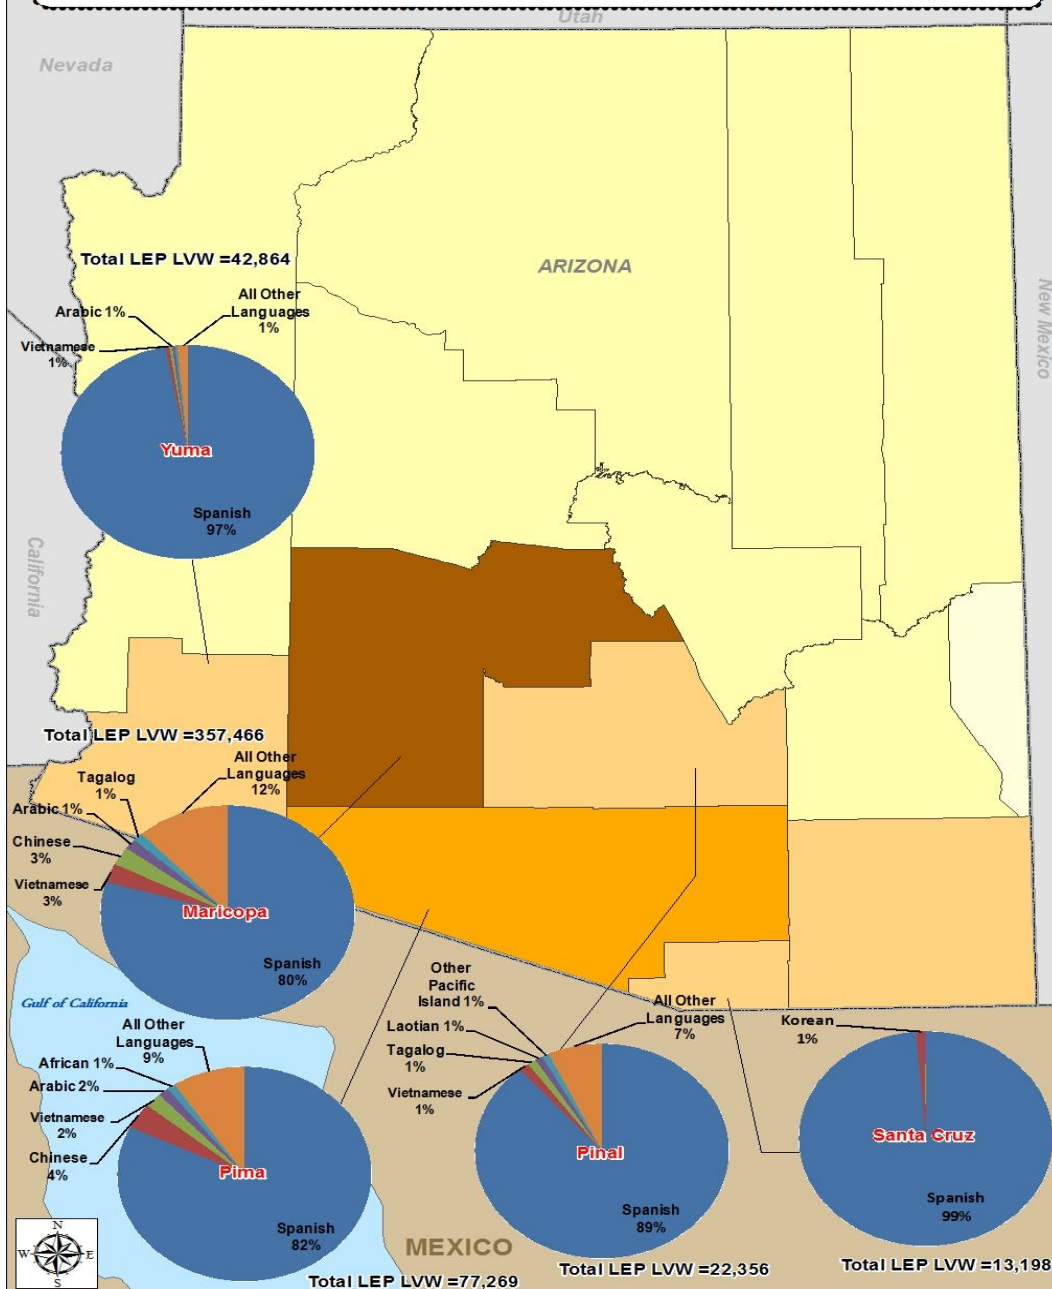 Utah
Nevada
ARIZONA
New Mexico
California
Total LEP LVW =42,864
Arabic 1%
All Other
Languages
1%
Vietnamese
1%
Yuma
Spanish
97%
Total LEP LVW =357,466
All Other
Languages
12%
Tagalog
1%
Arabic 1%
Chinese
3%
Vietnamese
3%
Maricopa
Spanish
80%
Gulf of California
All Other
Languages
9%
African 1%
Arabic 2%
Vietnamese
2%
Chinese
4%
Pima
Spanish
82%
Total LEP LVW =77,269
Other
Pacific
Island 1%
All Other
Languages
7%
Laotian 1%
Tagalog
1%
Vietnamese
1%
Pinal
Spanish
89%
Total LEP LVW =22,356
Korean
1%
Santa Cruz
Spanish
99%
Total LEP LVW =13,198
MEXICO
N
W
E
S